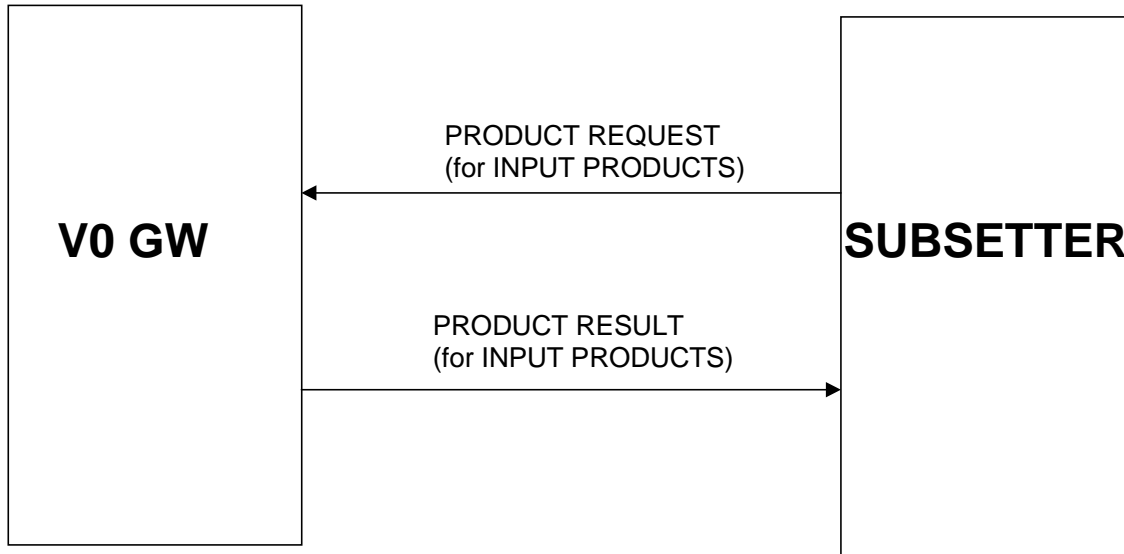 PRODUCT REQUEST
(for INPUT PRODUCTS)
V0 GW
SUBSETTER
PRODUCT RESULT
(for INPUT PRODUCTS)